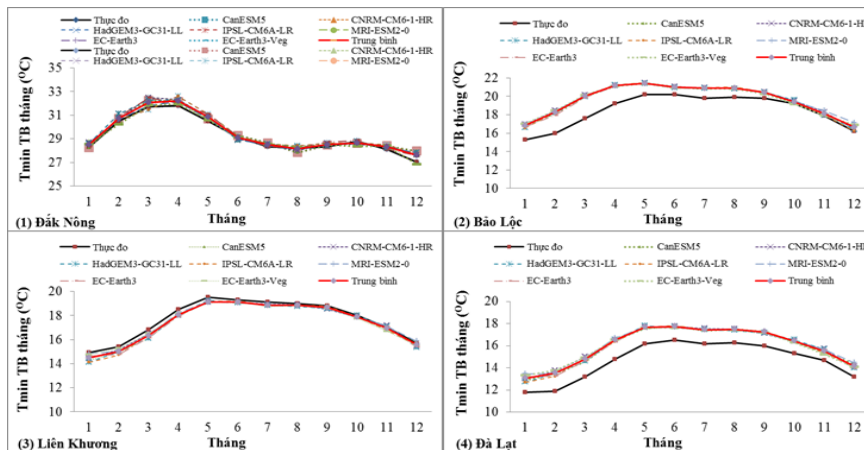 Thực đo CanESM5 CNRM-CM6-1-HR
HadGEM3-GC31-LL IPSL-CM6A-LR MRI-ESM2-0
EC-Earth3 EC-Earth3-Veg Trung bình
Thực đo CanESM5 CNRM-CM6-1-HR
HadGEM3-GC31-LL IPSL-CM6A-LR MRI-ESM2-0
Tmin TB tháng (⁰C)
35
33
31
29
27
25
1 2 3 4 5 6 7 8 9 10 11 12
Tháng
(1) Đắk Nông
Thực đo CanESM5 CNRM-CM6-1-HR
HadGEM3-GC31-LL IPSL-CM6A-LR MRI-ESM2-0
EC-Earth3 EC-Earth3-Veg Trung bình
Tmin TB tháng (⁰C)
22
20
18
16
14
12
10
1 2 3 4 5 6 7 8 9 10 11 12
Tháng
(2) Bảo Lộc
Thực đo CanESM5 CNRM-CM6-1-HR
HadGEM3-GC31-LL IPSL-CM6A-LR MRI-ESM2-0
EC-Earth3 EC-Earth3-Veg Trung bình
Tmin TB tháng (⁰C)
20
18
16
14
12
10
1 2 3 4 5 6 7 8 9 10 11 12
Tháng
(3) Liên Khương
Thực đo CanESM5 CNRM-CM6-1-HR
HadGEM3-GC31-LL IPSL-CM6A-LR MRI-ESM2-0
EC-Earth3 EC-Earth3-Veg Trung bình
Tmin TB tháng (⁰C)
20
18
16
14
12
10
1 2 3 4 5 6 7 8 9 10 11 12
Tháng
(4) Đà Lạt